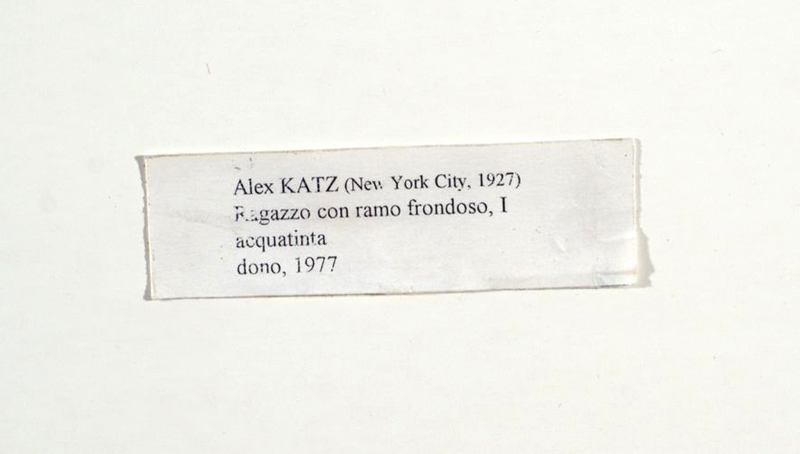 Alex KATZ (New York City, 1927)
Ragazzo con ramo frondoso, I
acquatinta
dono, 1977